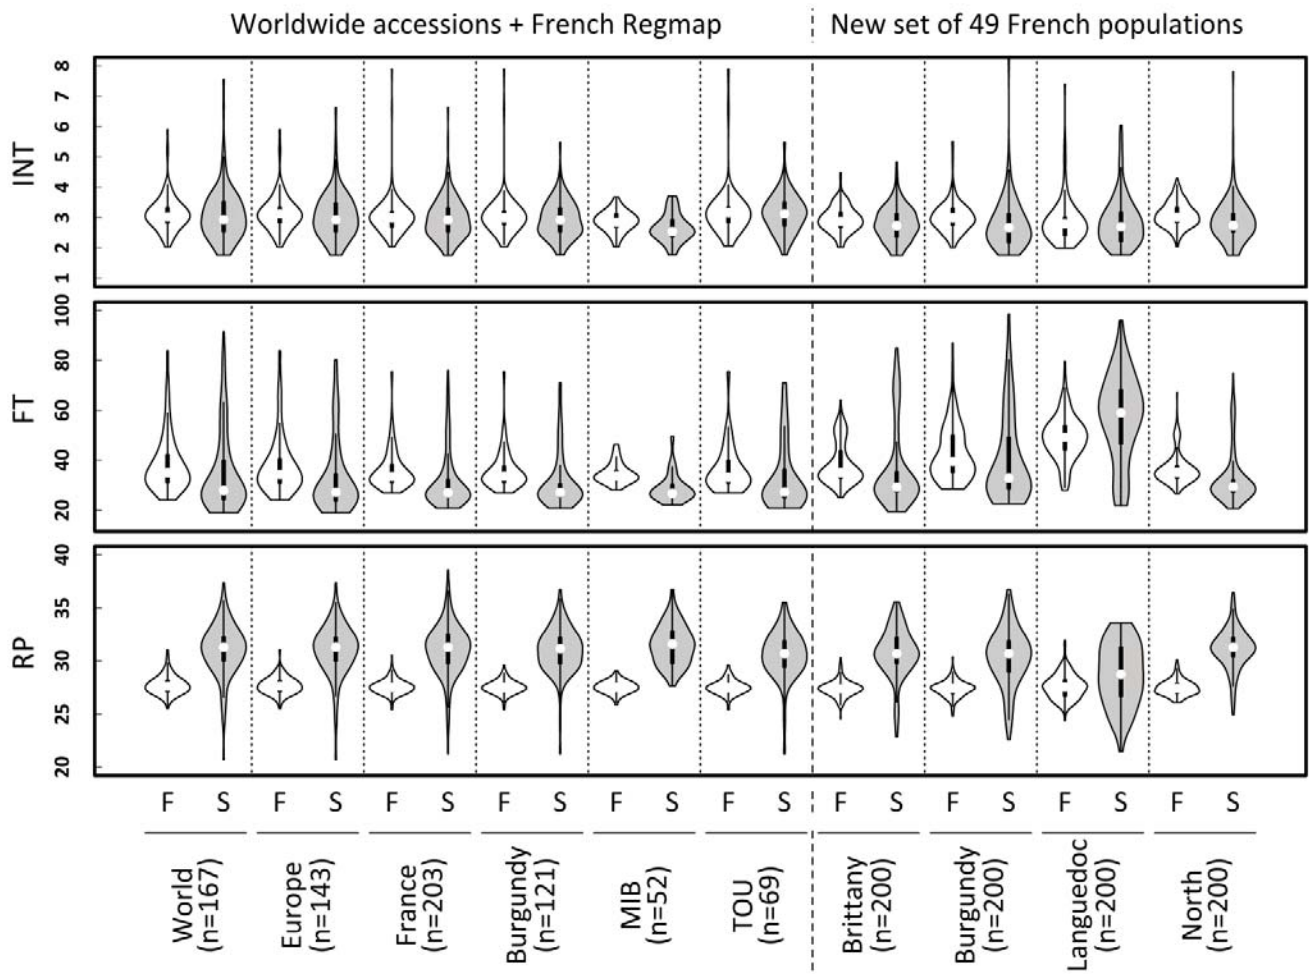 Worldwide accessions + French Regmap
New set of 49 French populations
INT
8
7
6
5
4
3
2
1
FT
100
80
60
40
20
RP
40
35
30
25
20
F S F S F S F S F S F S F S F S F S F S
World
(n=167)
Europe
(n=143)
France
(n=203)
Burgundy
(n=121)
MIB
(n=52)
TOU
(n=69)
Brittany
(n=200)
Burgundy
(n=200)
Languedoc
(n=200)
North
(n=200)